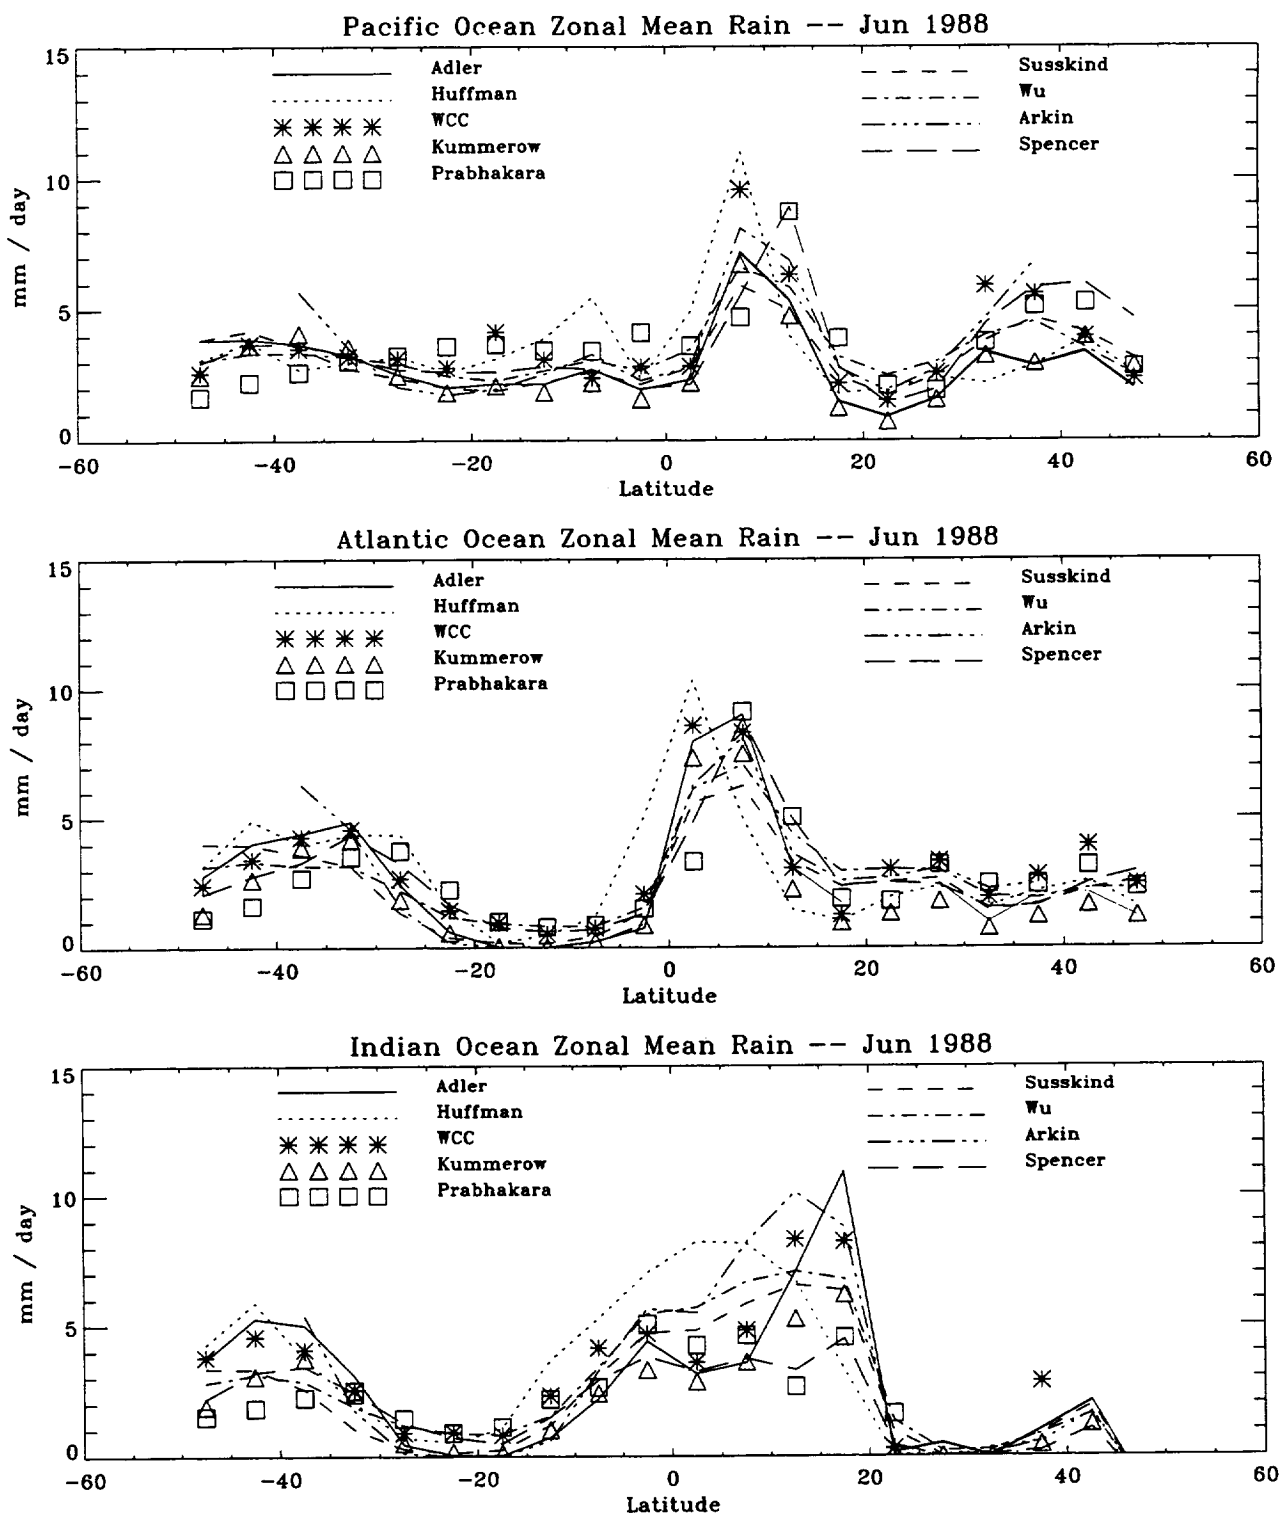 Pacific Ocean Zonal Mean Rain -- Jun 1988
15
10
5
0
mm / day
Adler
Huffman
WCC
Kummerow
Prabhakara
Susskind
Wu
Arkin
Spencer
-60 -40 -20 0 20 40 60
Latitude
Atlantic Ocean Zonal Mean Rain -- Jun 1988
15
10
5
0
mm / day
Adler
Huffman
WCC
Kummerow
Prabhakara
Susskind
Wu
Arkin
Spencer
-60 -40 -20 0 20 40 60
Latitude
Indian Ocean Zonal Mean Rain -- Jun 1988
15
10
5
0
mm / day
Adler
Huffman
WCC
Kummerow
Prabhakara
Susskind
Wu
Arkin
Spencer
-60 -40 -20 0 20 40 60
Latitude